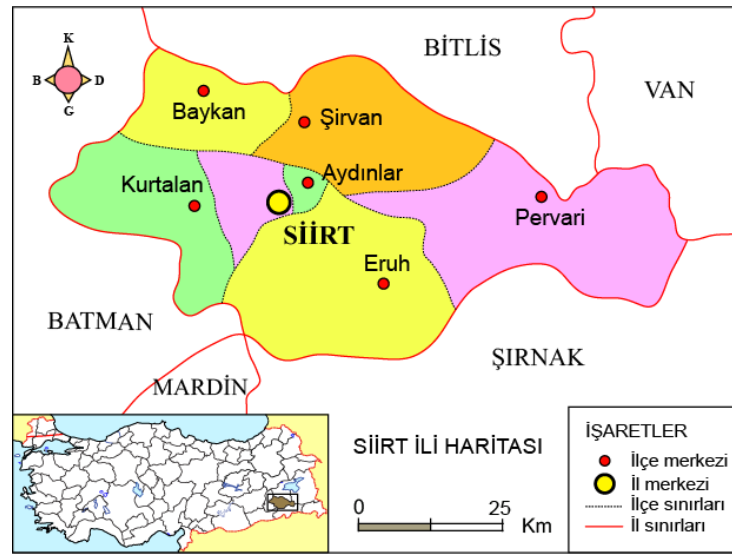 K
B D
G
BİTLİS
VAN
Baykan
Şirvan
Aydınlar
Kurtalan
Pervari
SİİRT
Eruh
BATMAN
ŞIRNAK
MARDİN
SİİRT İLİ HARİTASI
0 25
Km
İŞARETLER
İlçe merkezi
İl merkezi
İlçe sınırları
İl sınırları